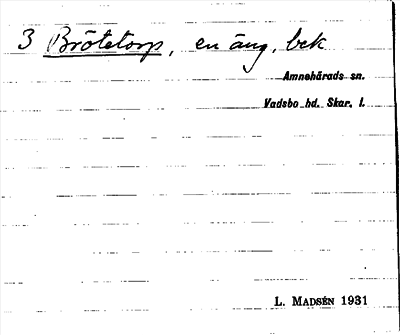 3 Brötetorp, en äng, bek
Amnehärads sn.
Vadsbo hd. Skar. l.
L. MADSÉN 1931